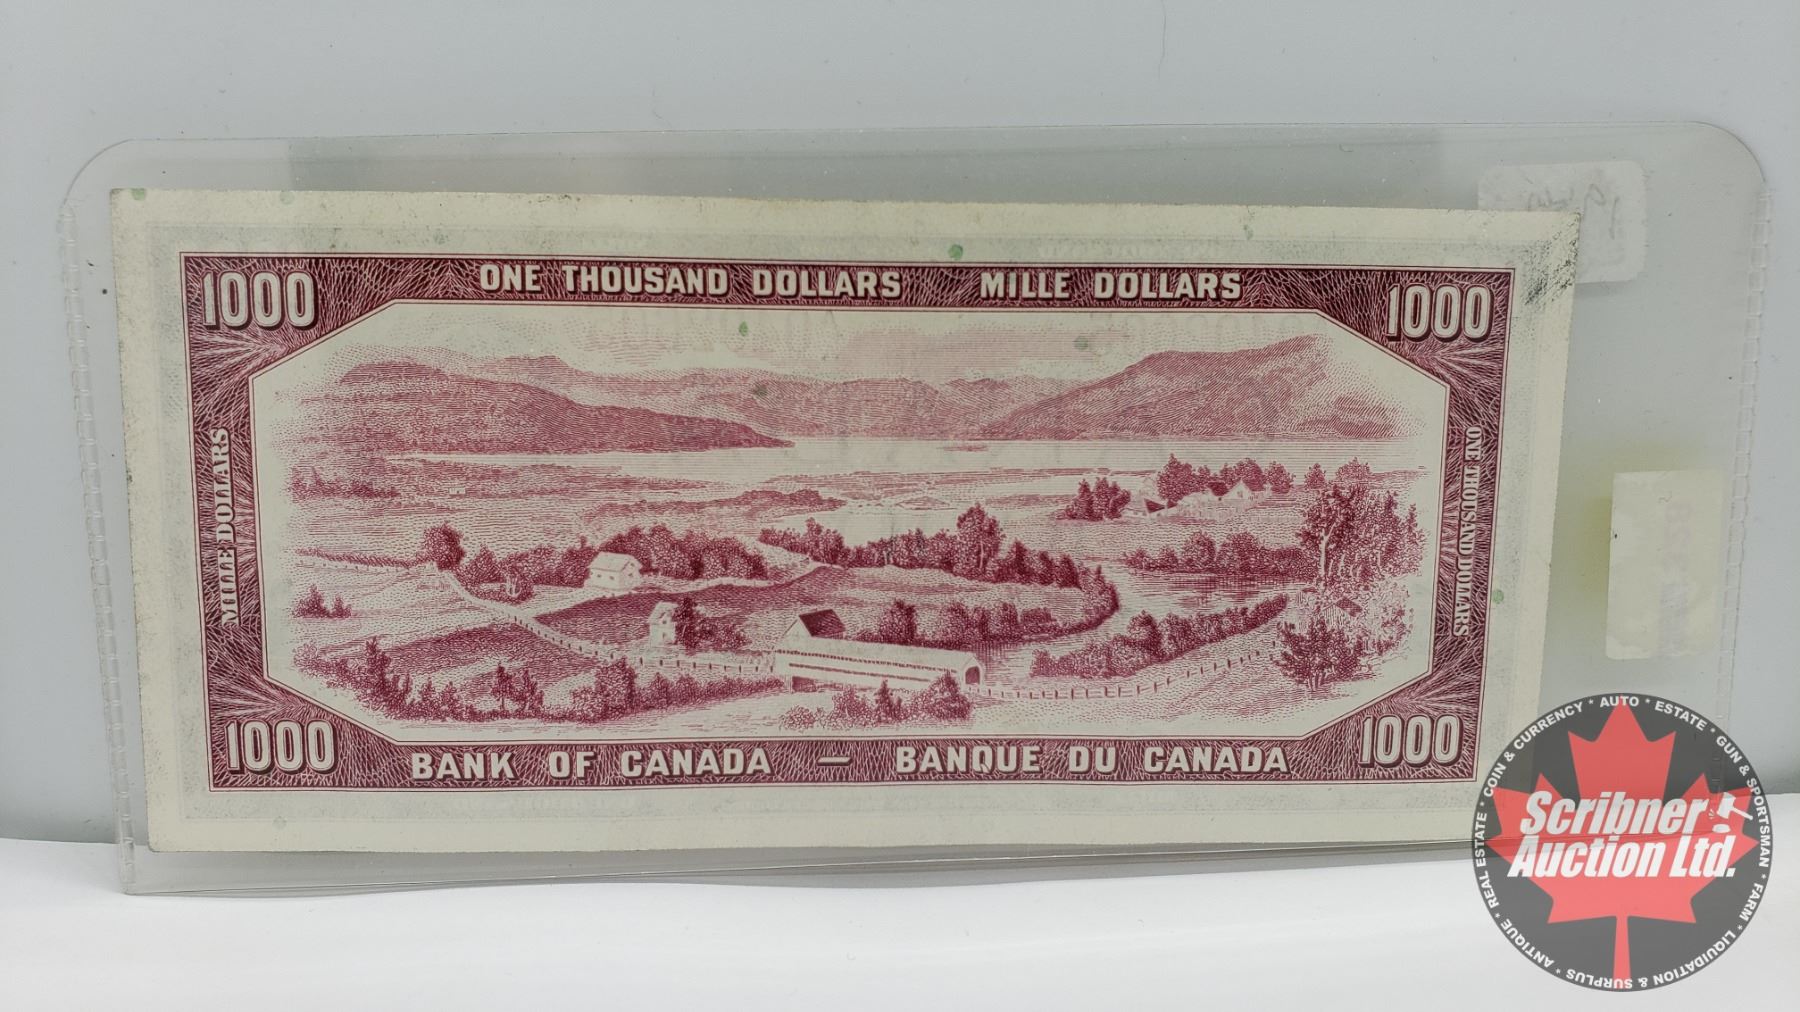 1000
ONE THOUSAND DOLLARS MILLE DOLLARS
1000
MILLE DOLLARS
ONE THOUSAND DOLLARS
1000
BANK OF CANADA — BANQUE DU CANADA
1000
Scribner
Auction Ltd.
* COIN & CURRENCY * AUTO * ESTATE * GUN & SPORTSMAN * FARM * LIQUIDATION & SURPLUS * ANTIQUE * REAL ESTATE